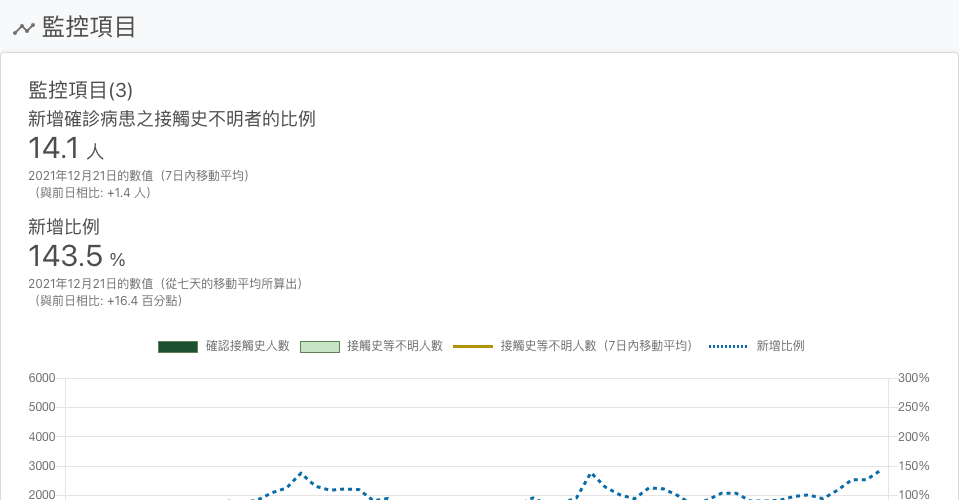 監控項目
監控項目(3)
新增確診病患之接觸史不明者的比例
14.1 人
2021年12月21日的數值（7日內移動平均）
（與前日相比: +1.4 人）
新增比例
143.5 %
2021年12月21日的數值（從七天的移動平均所算出）
（與前日相比: +16.4 百分點）
確認接觸史人數 接觸史等不明人數 接觸史等不明人數（7日內移動平均） 新增比例
6000 300%
5000 250%
4000 200%
3000 150%
2000 100%